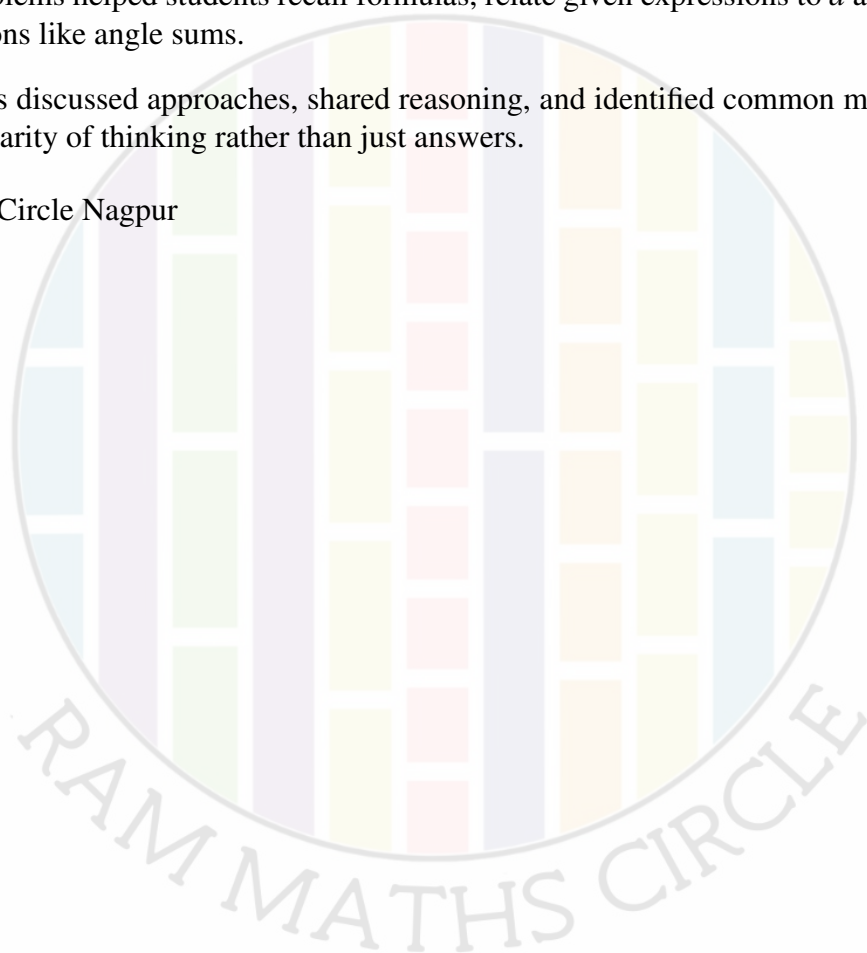 helped students recall formulas, relate given expressions to a
ons like angle sums.
s discussed approaches, shared reasoning, and identified common m
arity of thinking rather than just answers.
Circle Nagpur
RAM MATHS CIRCLE